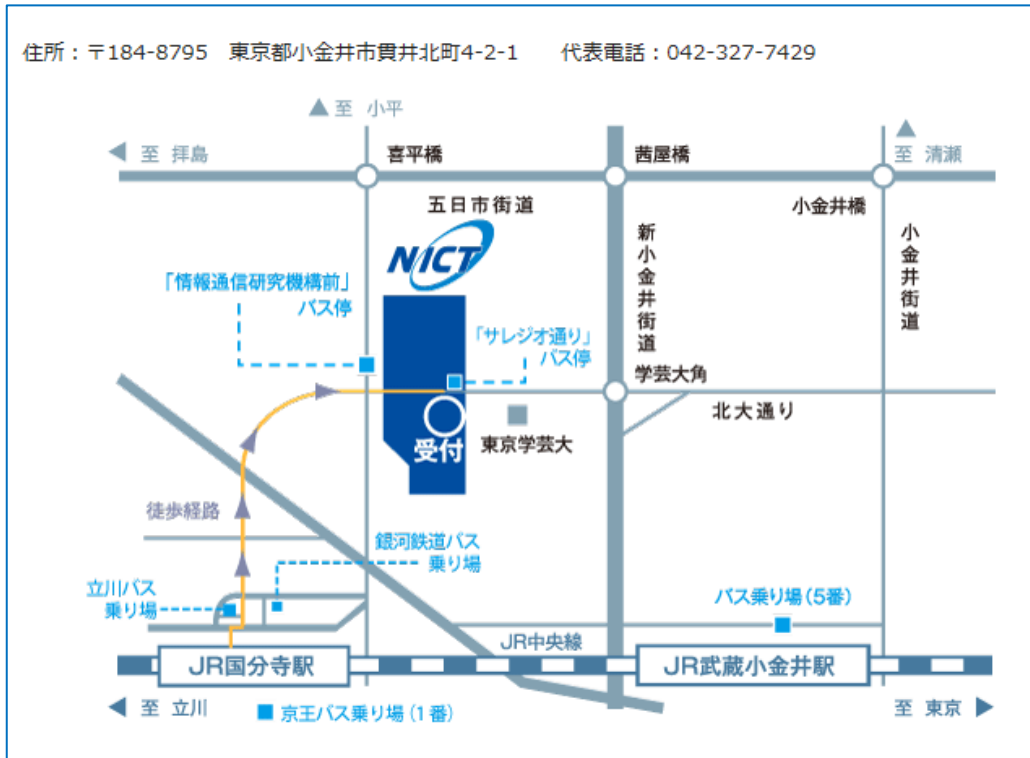 住所：〒184-8795　東京都小金井市貫井北町4-2-1　　代表電話：042-327-7429
至 小平
至 拝島
喜平橋
茜屋橋
至 清瀬
五日市街道
小金井橋
NICT
新小金井街道
小金井街道
「情報通信研究機構前」
バス停
「サレジオ通り」
バス停
学芸大角
北大通り
受付
東京学芸大
徒歩経路
銀河鉄道バス
乗り場
立川バス
乗り場
バス乗り場（5番）
JR中央線
JR国分寺駅
JR武蔵小金井駅
至 立川
京王バス乗り場（1番）
至 東京